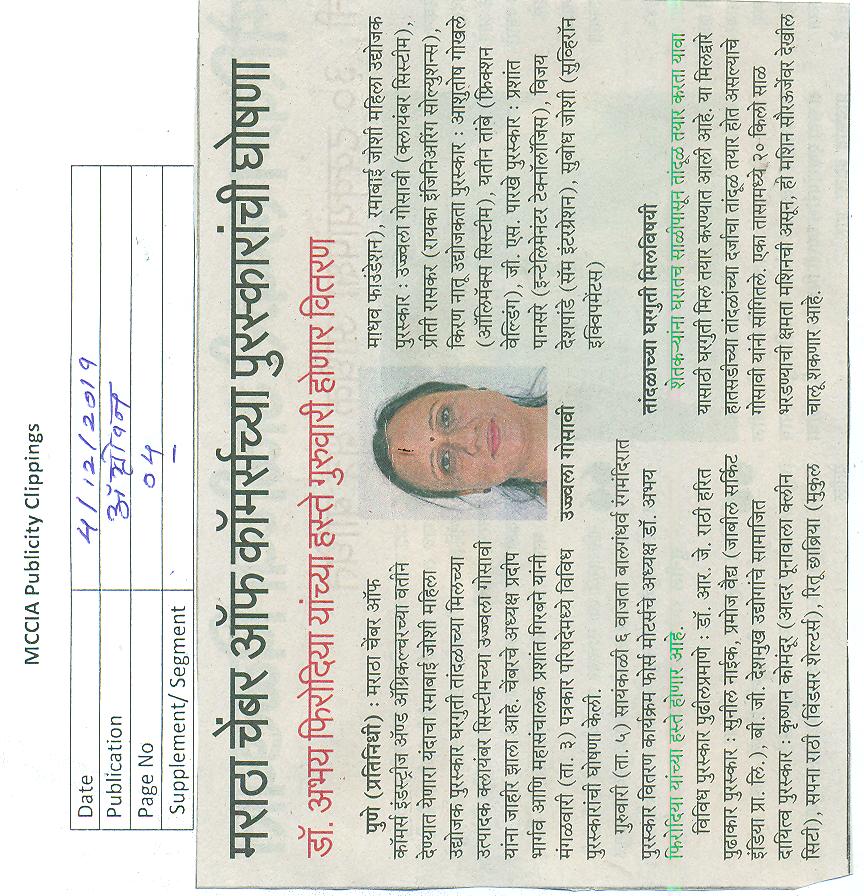 MCCIA Publicity Clippings
Date 4/12/2019
Publication ॲग्रोवन
Page No 04
Supplement/ Segment –
मराठा चेंबर ऑफ कॉमर्सच्या पुरस्कारांची घोषणा
डॉ. अभय फिरोदिया यांच्या हस्ते गुरुवारी होणार वितरण
पुणे (प्रतिनिधी) : मराठा चेंबर ऑफ
कॉमर्स इंडस्ट्रीज अ‍ॅण्ड अ‍ॅग्रिकल्चरच्या वतीने
देण्यात येणारा यंदाचा रमाबाई जोशी महिला
उद्योजक पुरस्कार घरगुती तांदळाच्या मिलच्या
उत्पादक क्लायंबर सिस्टीमच्या उज्ज्वला गोसावी
यांना जाहीर झाला आहे. चेंबरचे अध्यक्ष प्रदीप
भार्गव आणि महासंचालक प्रशांत गिरबने यांनी
मंगळवारी (ता. ३) पत्रकार परिषदेमध्ये विविध
पुरस्कारांची घोषणा केली.
गुरुवारी (ता. ५) सायंकाळी ६ वाजता बालगंधर्व रंगमंदिरात
पुरस्कार वितरण कार्यक्रम फोर्स मोटर्सचे अध्यक्ष डॉ. अभय
फिरोदिया यांच्या हस्ते होणार आहे.
विविध पुरस्कार पुढीलप्रमाणे : डॉ. आर. जे. राठी हरित
पुढाकार पुरस्कार : सुनील नाईक, प्रमोज वैद्य (जाबील सर्किट
इंडिया प्रा. लि.), बी. जी. देशमुख उद्योगांचे सामाजित
दायित्व पुरस्कार : कृष्णन कोमंदूर (आदर पूनावाला क्लीन
सिटी), सपना राठी (विंडसर शेल्टर्स), रितू छाब्रिया (मुकुल
उज्ज्वला गोसावी
माधव फाउंडेशन), रमाबाई जोशी महिला उद्योजक
पुरस्कार : उज्ज्वला गोसावी (क्लायंबर सिस्टीम),
प्रीती रासकर (रायका इंजिनिअरिंग सोल्युशन्स),
किरण नातू उद्योजकता पुरस्कार : आशुतोष गोखले
(ऑलिमॅक्स सिस्टीम), यतीन तांबे (फ्रिक्शन
वेल्डिंग), जी. एस. पारखे पुरस्कार : प्रशांत
पानसरे (इन्टेलिमेनंटर टेक्नॉलॉजिस), विजय
देशपांडे (सॅम इंटरग्रेशन), सुबोध जोशी (सुव्हिरॉन
इक्विपमेंटस)
तांदळाच्या घरगुती मिलविषयी
शेतकऱ्यांना घरातच साळीपासून तांदूळ तयार करता यावा
यासाठी घरगुती मिल तयार करण्यात आली आहे. या मिलद्वारे
हातसडीच्या तांदळांच्या दर्जाचा तांदूळ तयार होत असल्याचे
गोसावी यांनी सांगितले. एका तासामध्ये २० किलो साळ
भरडण्याची क्षमता मशिनची असून, ही मशिन सौरऊर्जेवर देखील
चालू शकणार आहे.